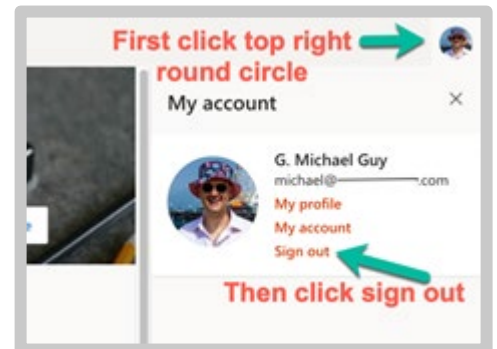 First click top right
round circle
My account
G. Michael Guy
michael@ .com
My profile
My account
Sign out
Then click sign out